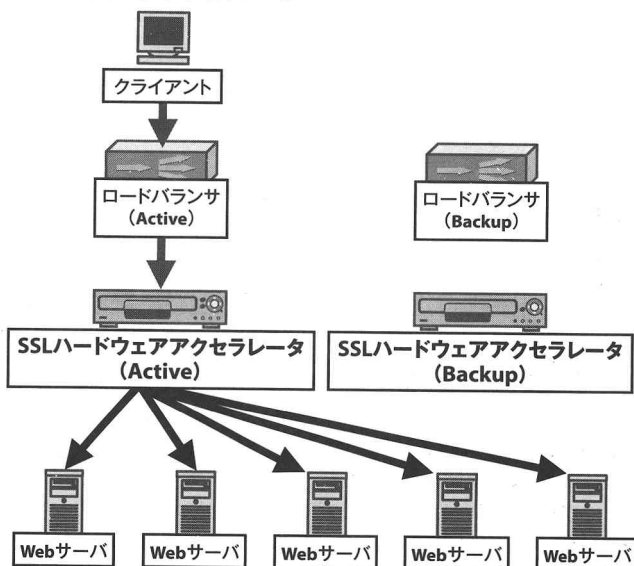 クライアント
ロードバランサ
(Active)
ロードバランサ
(Backup)
SSLハードウェアアクセラレータ
(Active)
SSLハードウェアアクセラレータ
(Backup)
Webサーバ
Webサーバ
Webサーバ
Webサーバ
Webサーバ